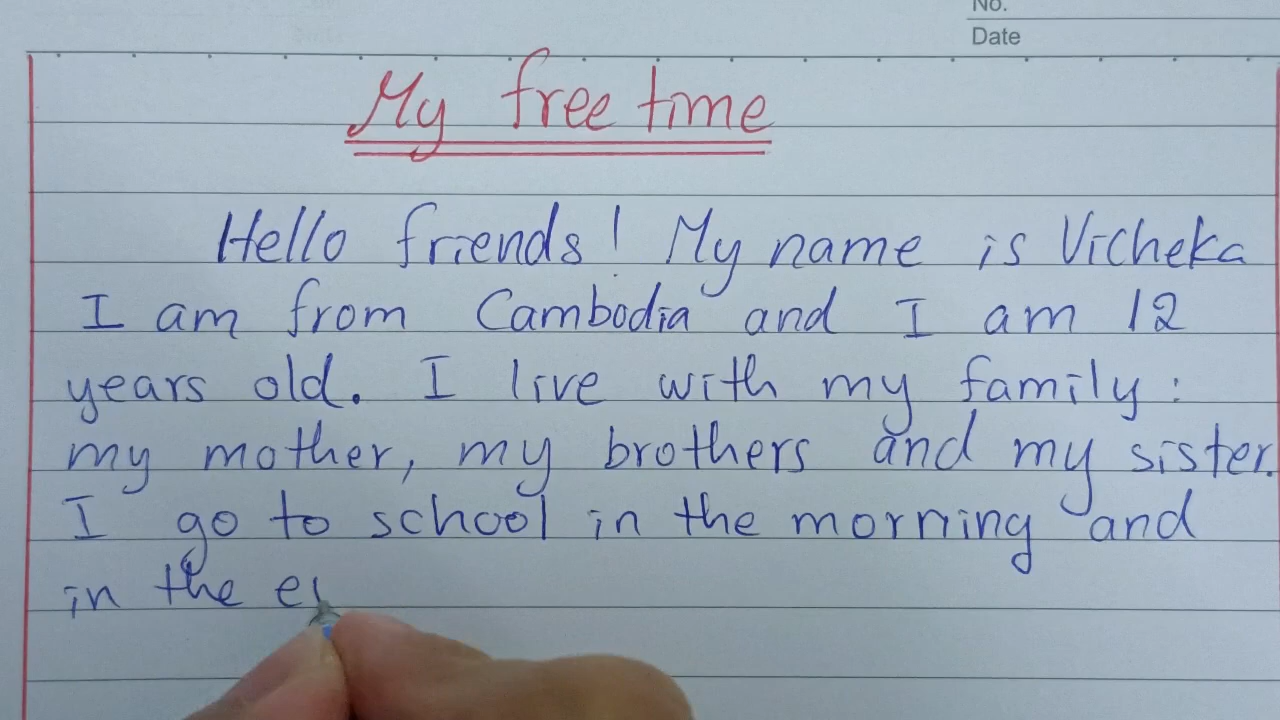 No.
Date
My free time
Hello friends! My name is Vicheka
I am from Cambodia and I am 12
years old. I live with my family:
my mother, my brothers and my sister.
I go to school in the morning and
in the